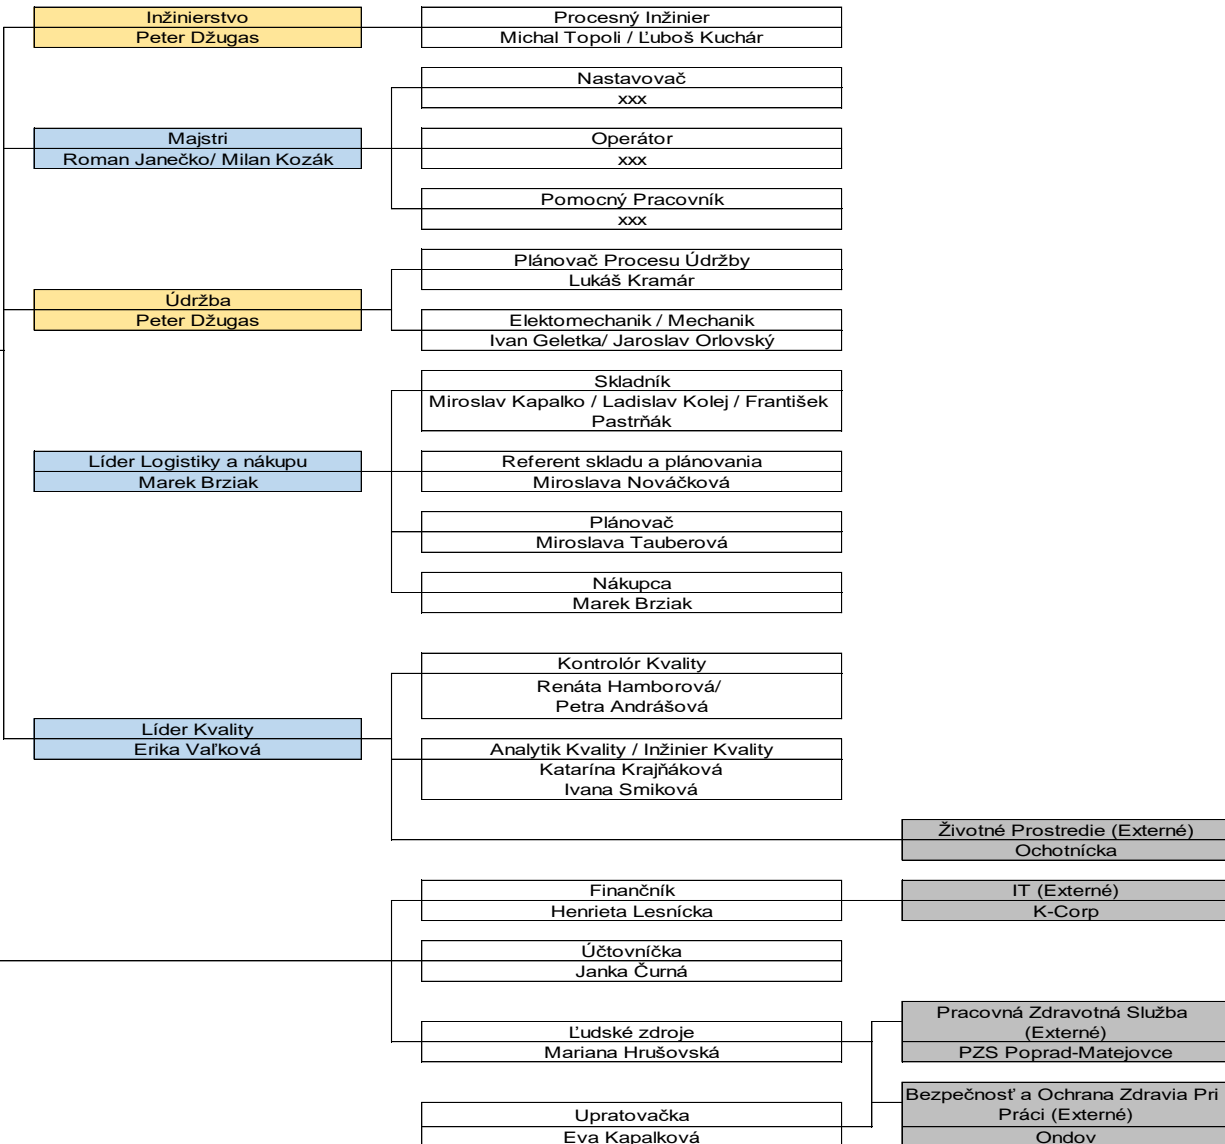 Inžinierstvo
Peter Džugas
Procesný Inžinier
Michal Topoli / Ľuboš Kuchár
Nastavovač
xxx
Majstri
Roman Janečko/ Milan Kozák
Operátor
xxx
Pomocný Pracovník
xxx
Plánovač Procesu Údržby
Lukáš Kramár
Údržba
Peter Džugas
Elektomechanik / Mechanik
Ivan Geletka/ Jaroslav Orlovský
Skladník
Miroslav Kapalko / Ladislav Kolej / František
Pastrňák
Líder Logistiky a nákupu
Marek Brziak
Referent skladu a plánovania
Miroslava Nováčková
Plánovač
Miroslava Tauberová
Nákupca
Marek Brziak
Kontrolór Kvality
Renáta Hamborová/
Petra Andrášová
Líder Kvality
Erika Vaľková
Analytik Kvality / Inžinier Kvality
Katarína Krajňáková
Ivana Smiková
Životné Prostredie (Externé)
Ochotnícka
Finančník
Henrieta Lesnícka
IT (Externé)
K-Corp
Účtovníčka
Janka Čurná
Ľudské zdroje
Mariana Hrušovská
Pracovná Zdravotná Služba
(Externé)
PZS Poprad-Matejovce
Upratovačka
Eva Kapalková
Bezpečnosť a Ochrana Zdravia Pri
Práci (Externé)
Ondov